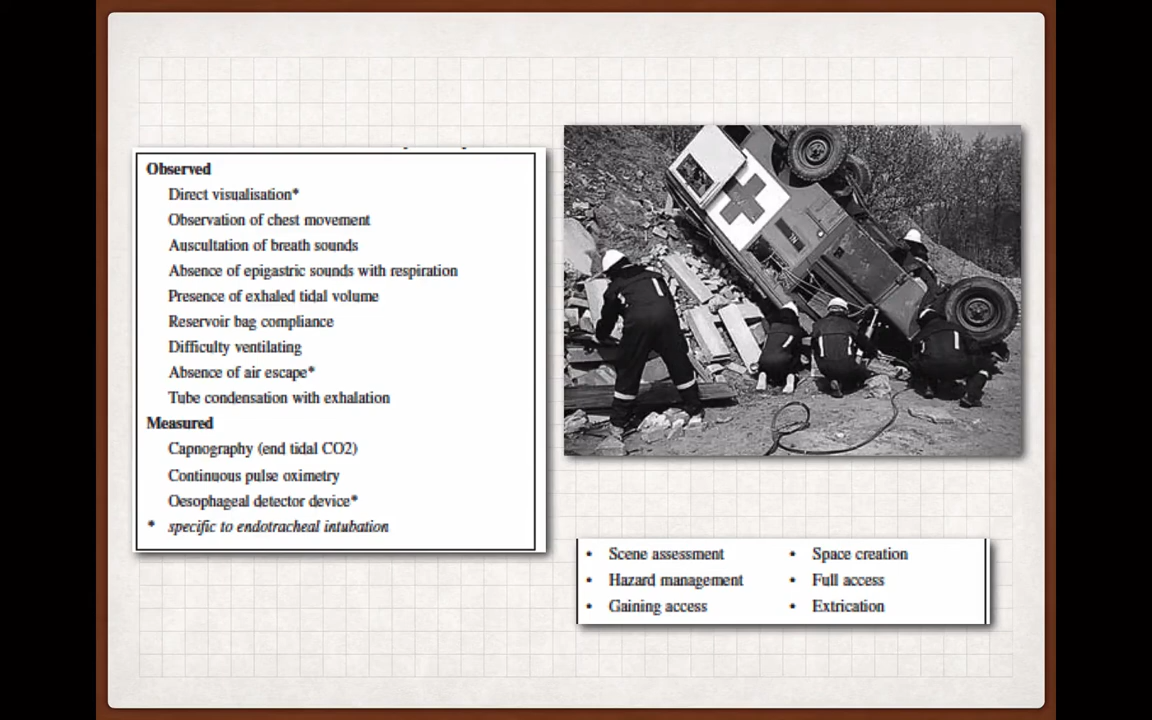 Observed
Direct visualisation*
Observation of chest movement
Auscultation of breath sounds
Absence of epigastric sounds with respiration
Presence of exhaled tidal volume
Reservoir bag compliance
Difficulty ventilating
Absence of air escape*
Tube condensation with exhalation
Measured
Capnography (end tidal CO2)
Continuous pulse oximetry
Oesophageal detector device*
* specific to endotracheal intubation
• Scene assessment
• Hazard management
• Gaining access
• Space creation
• Full access
• Extrication